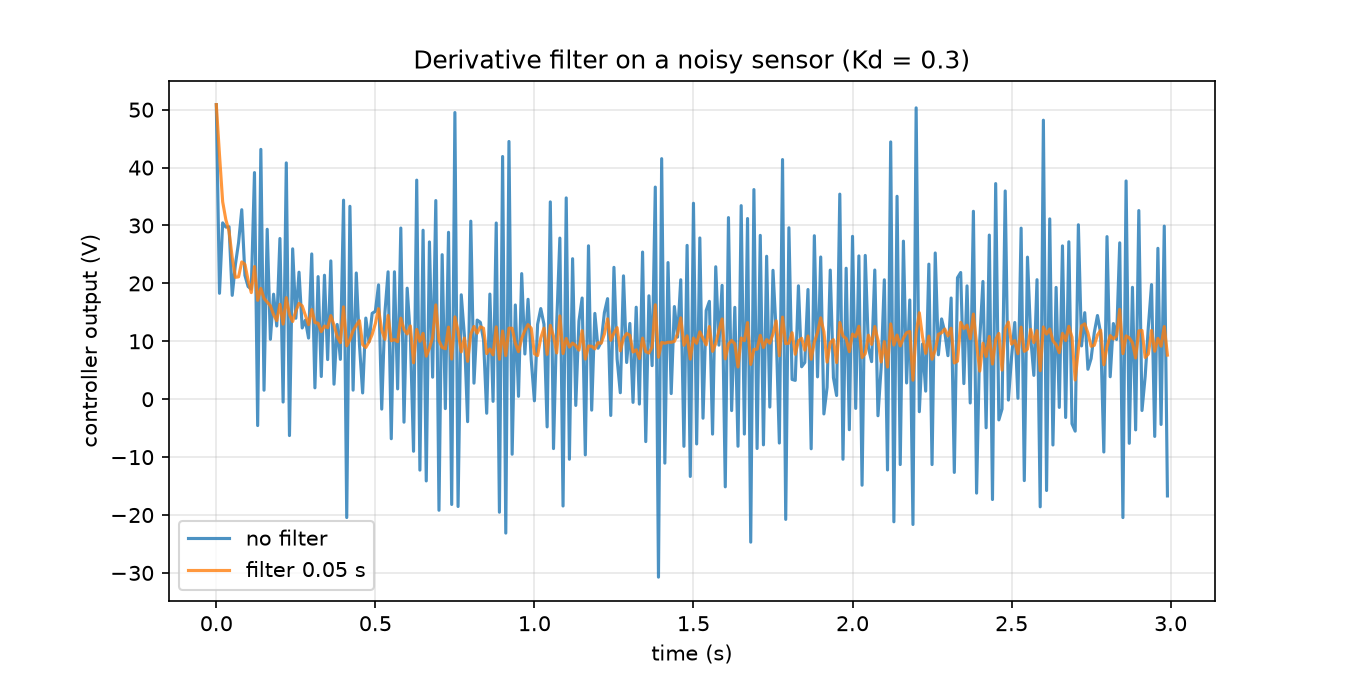 Derivative filter on a noisy sensor (Kd = 0.3)
controller output (V)
50
40
30
20
10
0
−10
−20
−30
no filter
filter 0.05 s
0.0 0.5 1.0 1.5 2.0 2.5 3.0
time (s)